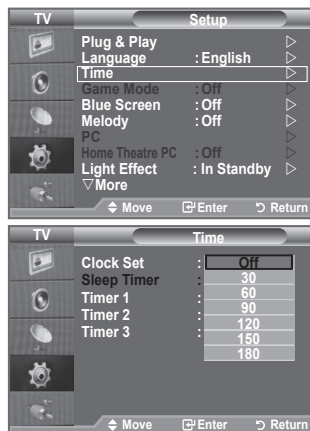 TV Setup
Plug & Play
Language : English
Time
Game Mode : Off
Blue Screen : Off
Melody : Off
PC
Home Theatre PC : Off
Light Effect : In Standby
▽More
Move Enter Return
TV Time
Clock Set : Off
Sleep Timer : 30
Timer 1 : 60
90
Timer 2 : 120
Timer 3 : 150
180
Move Enter Return